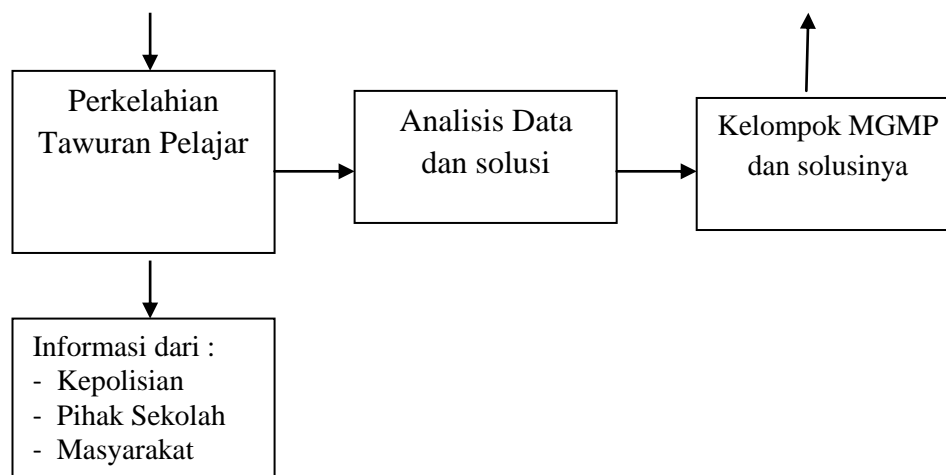 Perkelahian
Tawuran Pelajar
Analisis Data
dan solusi
Kelompok MGMP
dan solusinya
Informasi dari :
- Kepolisian
- Pihak Sekolah
- Masyarakat